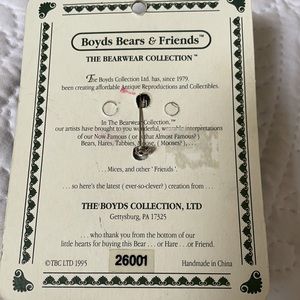 Boyds Bears & Friends™
THE BEARWEAR COLLECTION™
The Boyds Collection Ltd. has, since 1979
been creating affordable Antique Reproductions and Collectibles.
In The Bearwear Collection,™
our artists have brought to you wonderful, wearable interpretations
of our Now Famous ( or is that Almost Famous? )
Bears, Hares, Tabbies, Moose, ( Mooses? ). . .
. . . Mices, and other ' Friends ' .
. . . so here's the latest ( ever-so-clever? ) creation from . . .
THE BOYDS COLLECTION, LTD
Gettysburg, PA 17325
. . . who thank you from the bottom of our
little hearts for buying this Bear . . . or Hare . . . or Friend.
©TBC LTD 1995
26001
Handmade in China